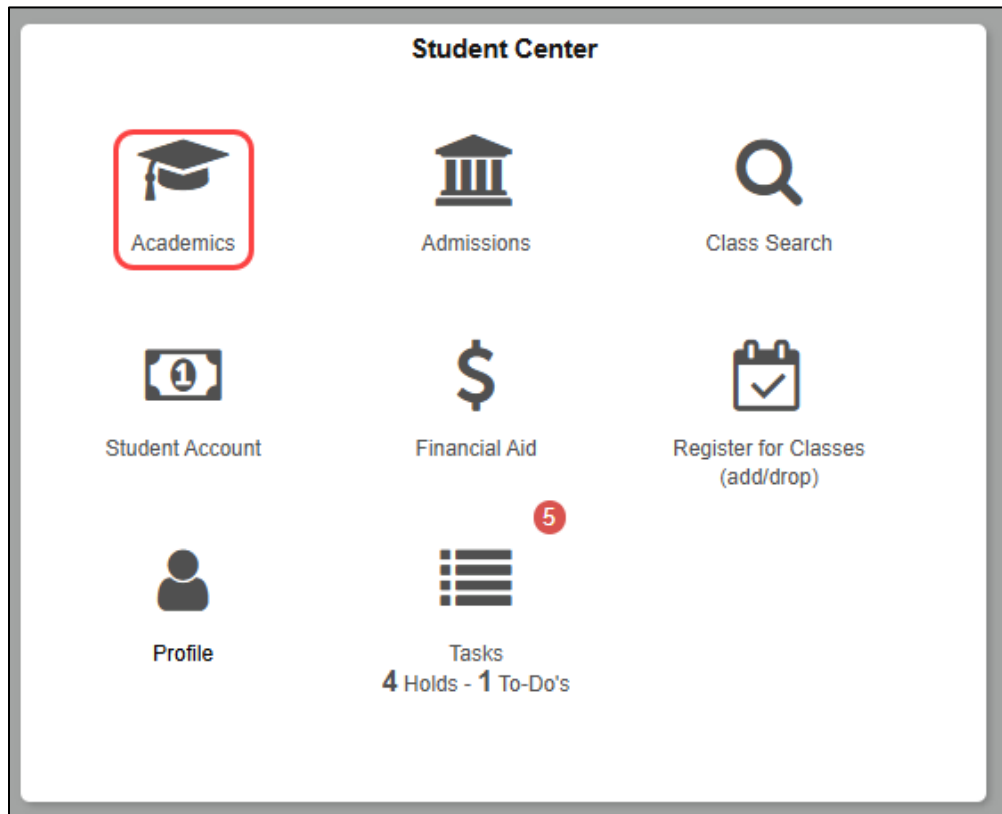 Student Center
Academics
Admissions
Class Search
1
Student Account
$
Financial Aid
Register for Classes
(add/drop)
Profile
5
Tasks
4 Holds - 1 To-Do's